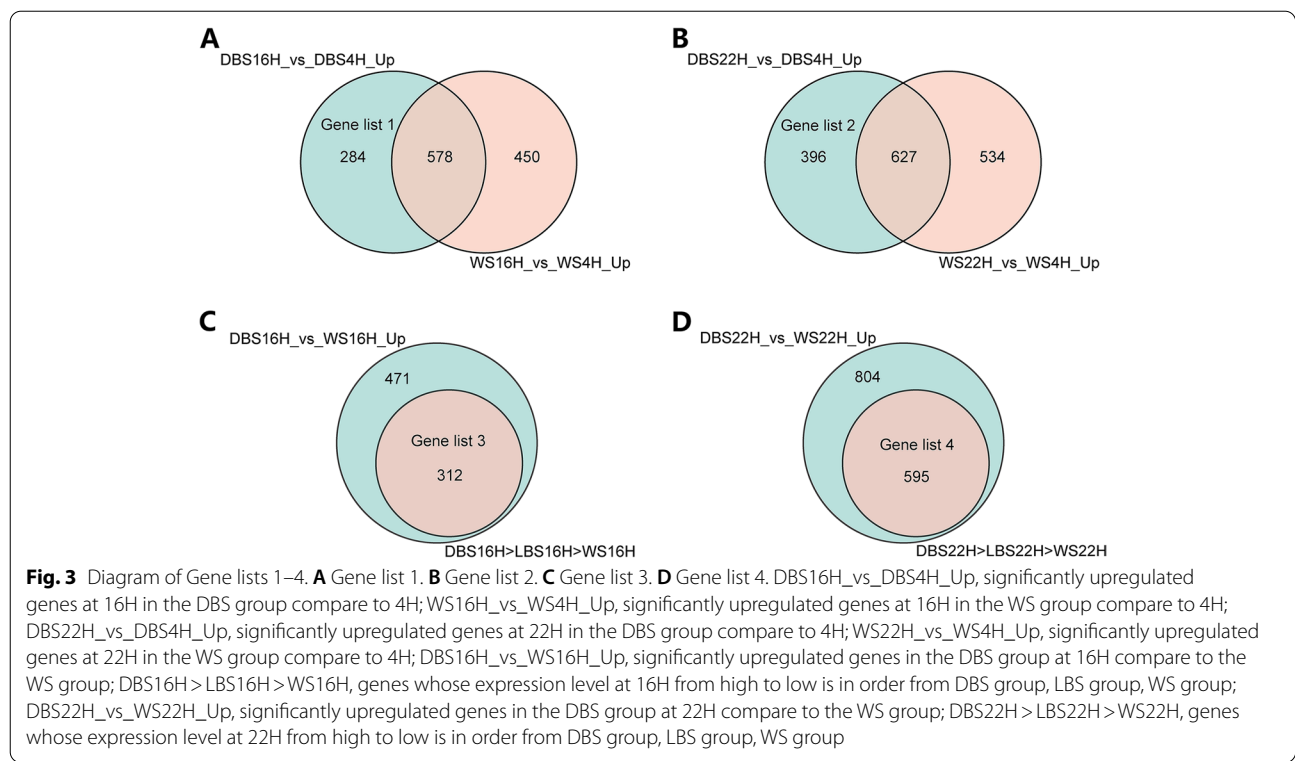 A
DBS16H_vs_DBS4H_Up
Gene list 1
284
578
450
WS16H_vs_WS4H_Up
B
DBS22H_vs_DBS4H_Up
Gene list 2
396
627
534
WS22H_vs_WS4H_Up
C
DBS16H_vs_WS16H_Up
471
Gene list 3
312
DBS16H>LBS16H>WS16H
D
DBS22H_vs_WS22H_Up
804
Gene list 4
595
DBS22H>LBS22H>WS22H
Fig. 3 Diagram of Gene lists 1–4. A Gene list 1. B Gene list 2. C Gene list 3. D Gene list 4. DBS16H_vs_DBS4H_Up, significantly upregulated
genes at 16H in the DBS group compare to 4H; WS16H_vs_WS4H_Up, significantly upregulated genes at 16H in the WS group compare to 4H;
DBS22H_vs_DBS4H_Up, significantly upregulated genes at 22H in the DBS group compare to 4H; WS22H_vs_WS4H_Up, significantly upregulated
genes at 22H in the WS group compare to 4H; DBS16H_vs_WS16H_Up, significantly upregulated genes in the DBS group at 16H compare to the
WS group; DBS16H > LBS16H > WS16H, genes whose expression level at 16H from high to low is in order from DBS group, LBS group, WS group;
DBS22H_vs_WS22H_Up, significantly upregulated genes in the DBS group at 22H compare to the WS group; DBS22H > LBS22H > WS22H, genes
whose expression level at 22H from high to low is in order from DBS group, LBS group, WS group